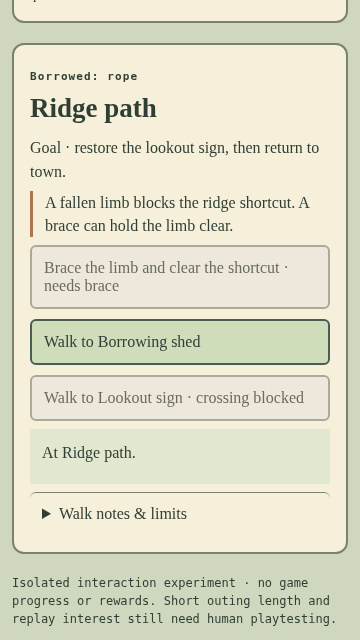 Borrowed: rope
Ridge path
Goal · restore the lookout sign, then return to
town.
A fallen limb blocks the ridge shortcut. A
brace can hold the limb clear.
Brace the limb and clear the shortcut ·
needs brace
Walk to Borrowing shed
Walk to Lookout sign · crossing blocked
At Ridge path.
Walk notes & limits
Isolated interaction experiment · no game
progress or rewards. Short outing length and
replay interest still need human playtesting.